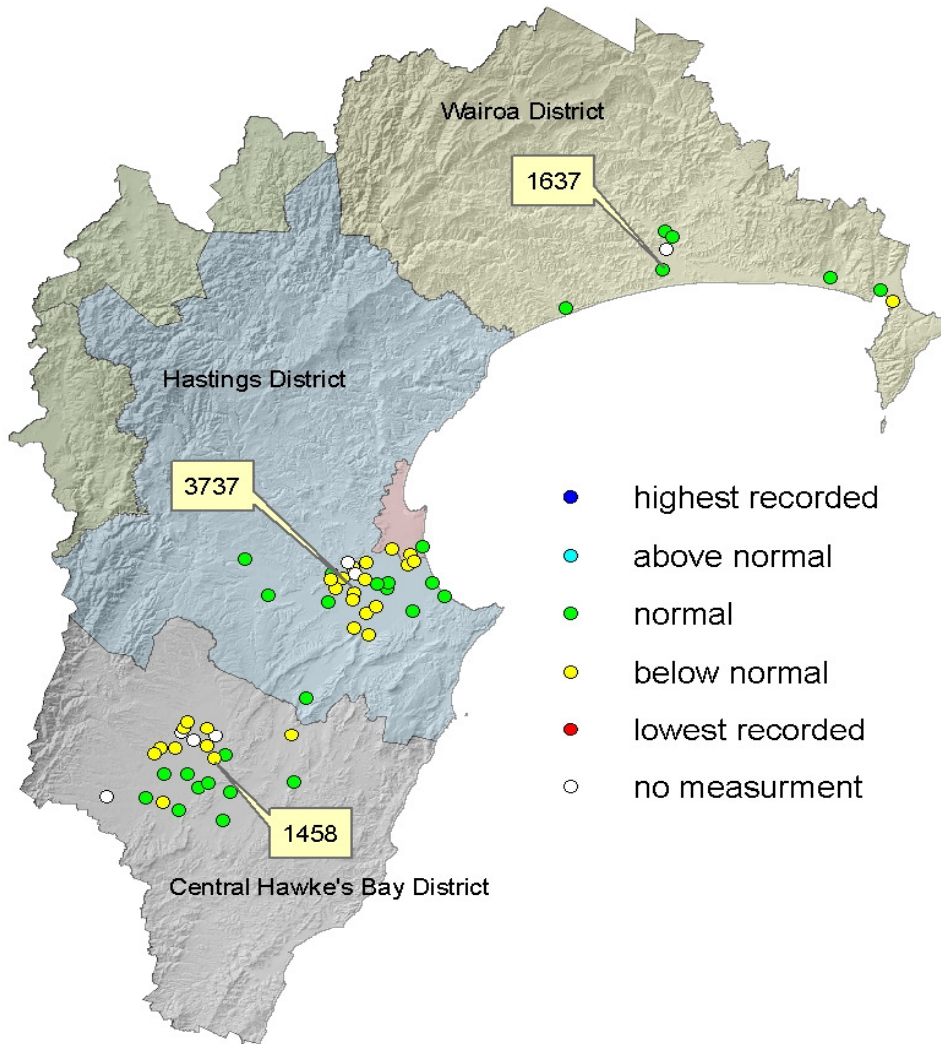 Wairoa District
1637
Hastings District
3737
highest recorded
above normal
normal
below normal
lowest recorded
no measurment
1458
Central Hawke's Bay District